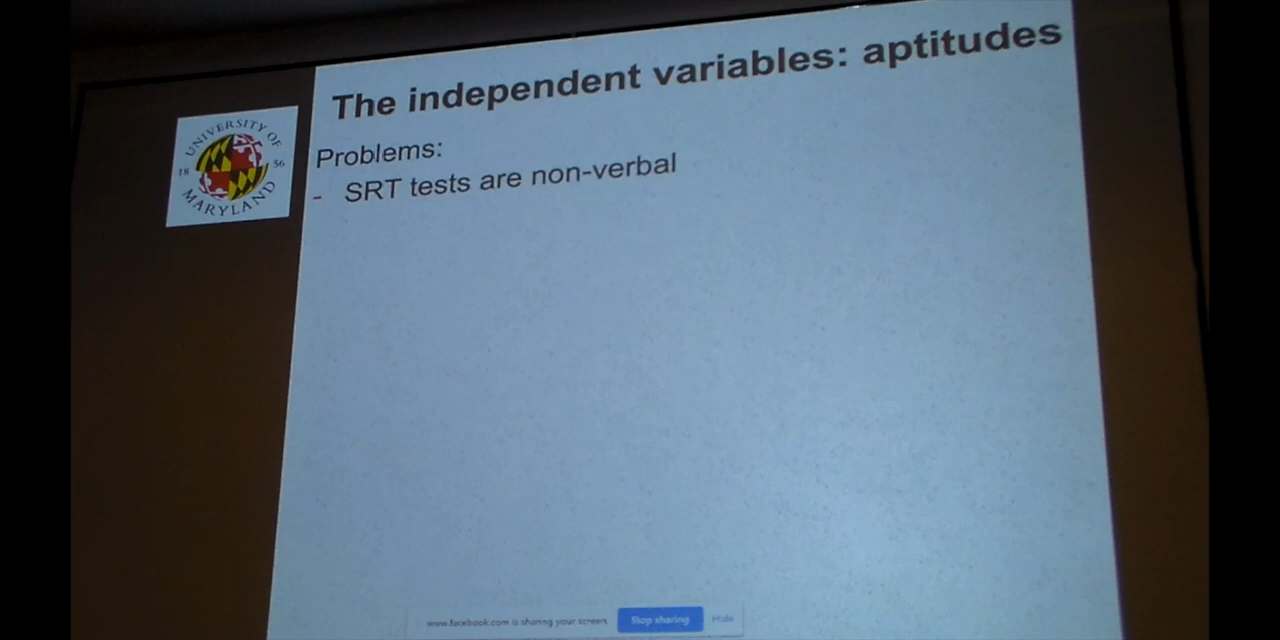 The independent variables: aptitudes
UNIVERSITY OF
18 56
MARYLAND
Problems:
- SRT tests are non-verbal
www.facebook.com is sharing your screen. Stop sharing Hide